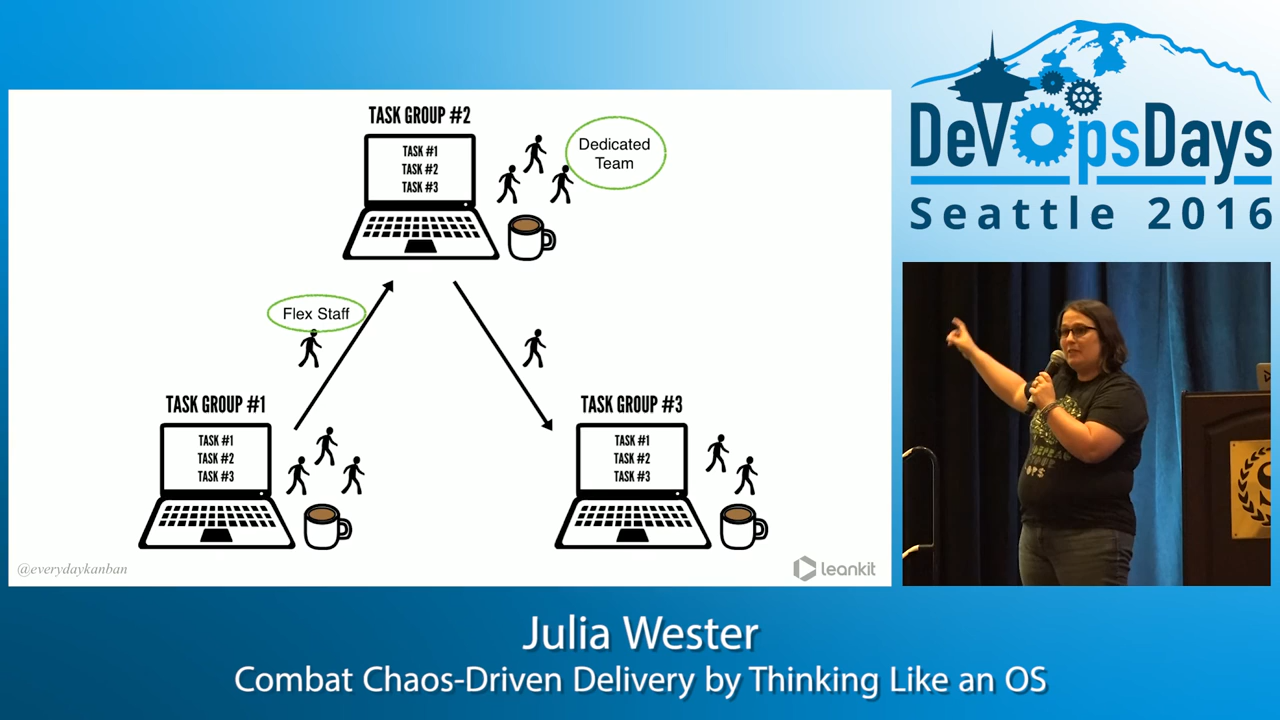 TASK GROUP #2
TASK #1
TASK #2
TASK #3
Dedicated
Team
Flex Staff
TASK GROUP #1
TASK #1
TASK #2
TASK #3
TASK GROUP #3
TASK #1
TASK #2
TASK #3
@everydaykanban
leankit
DevOpsDays
Seattle 2016
Julia Wester
Combat Chaos-Driven Delivery by Thinking Like an OS